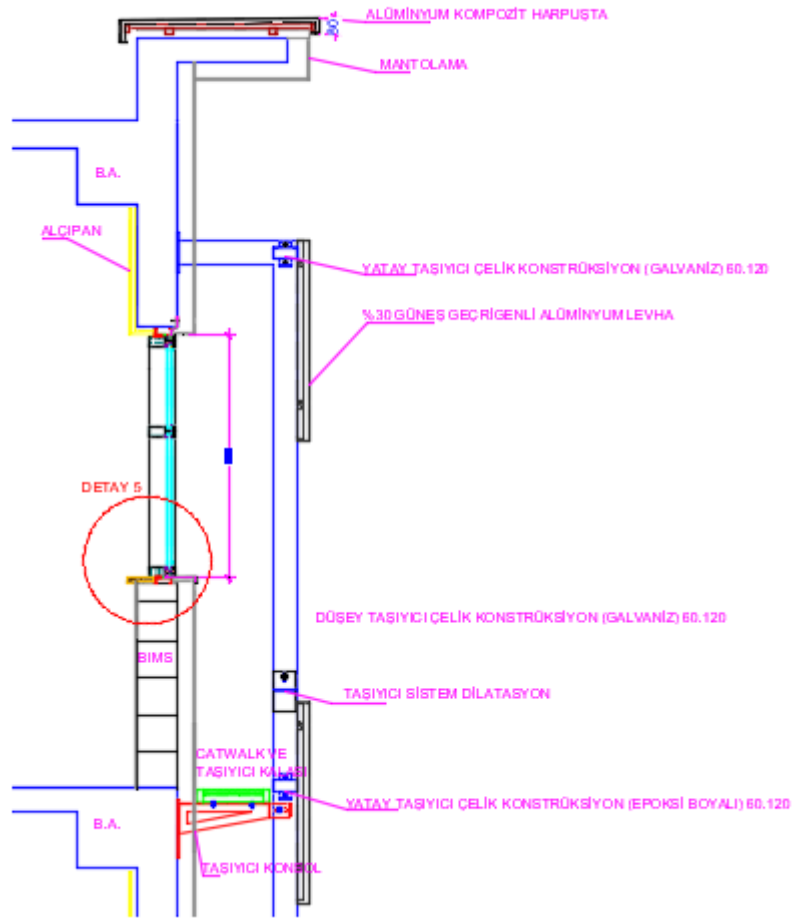 ALÜMİNYUM KOMPOZİT HARPUŞTA
MANTOLAMA
B.A.
ALÇIPAN
YATAY TAŞIYICI ÇELİK KONSTRÜKSİYON (GALVANİZ) 60.120
%30 GÜNEŞ GEÇRİGENLİ ALÜMİNYUM LEVHA
DETAY 5
DÜŞEY TAŞIYICI ÇELİK KONSTRÜKSİYON (GALVANİZ) 60.120
BIMS
TAŞIYICI SİSTEM DİLATASYON
CATWALK VE
TAŞIYICI KALASI
YATAY TAŞIYICI ÇELİK KONSTRÜKSİYON (EPOKSİ BOYALI) 60.120
B.A.
TAŞIYICI KONSOL